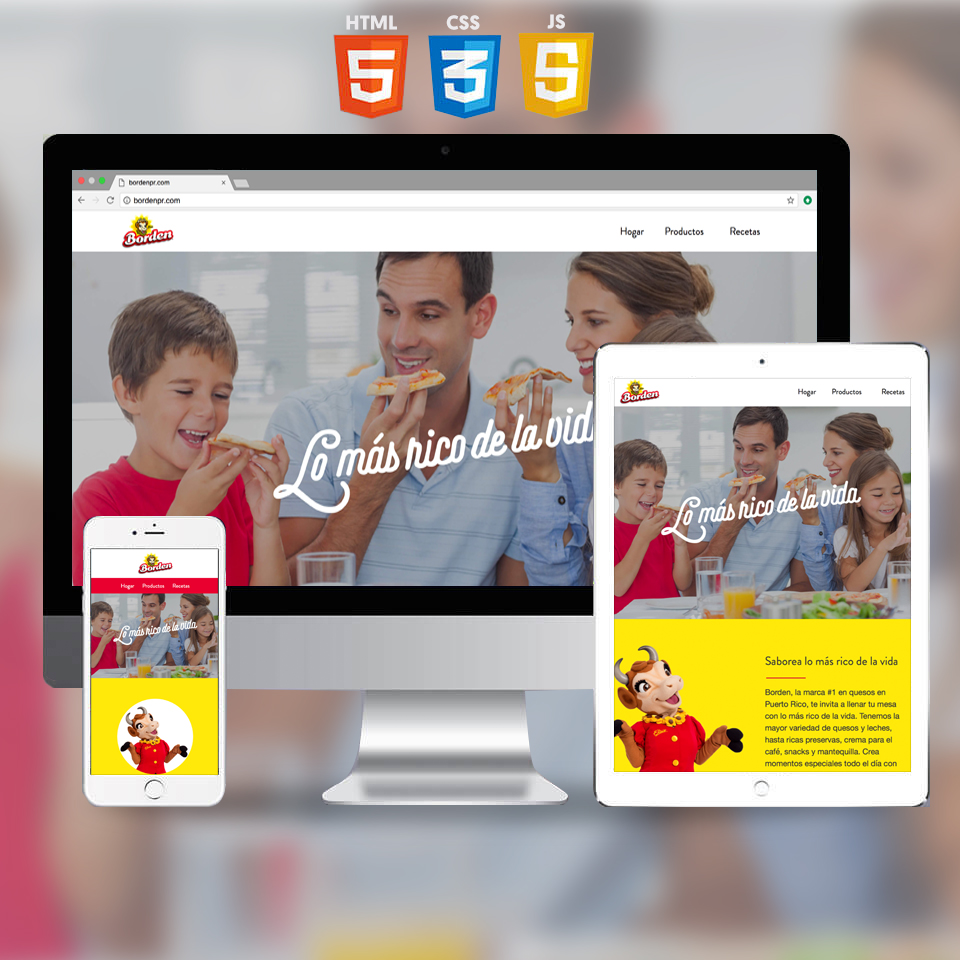 HTML CSS JS
5 3 5
bordenpr.com
bordenpr.com
Borden
Hogar Productos Recetas
Lo más rico de la vid
Borden
Hogar Productos Recetas
Lo más rico de la vida
Saborea lo más rico de la vida
Borden, la marca #1 en quesos en
Puerto Rico, te invita a llenar tu mesa
con lo más rico de la vida. Tenemos la
mayor variedad de quesos y leches,
hasta ricas preservas, crema para el
café, snacks y mantequilla. Crea
momentos especiales todo el día con
Borden
Hogar Productos Recetas
Lo más rico de la vida